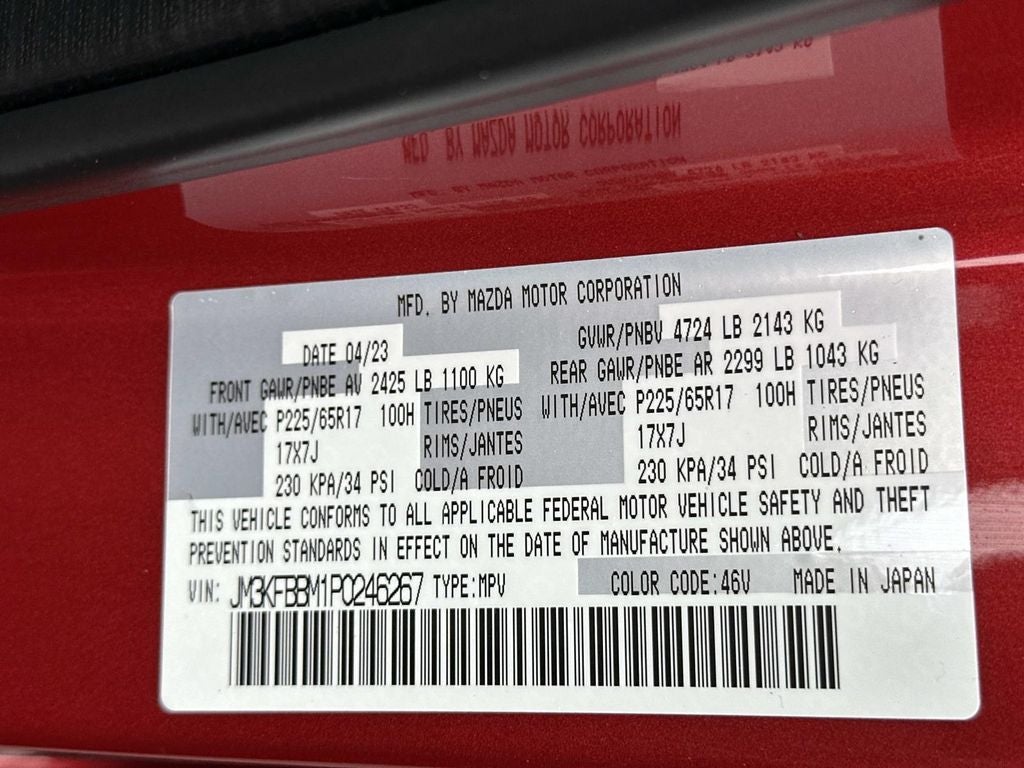 MFD. BY MAZDA MOTOR CORPORATION
DATE 04/23 GVWR/PNBV 4724 LB 2143 KG
FRONT GAWR/PNBE AV 2425 LB 1100 KG REAR GAWR/PNBE AR 2299 LB 1043 KG
WITH/AVEC P225/65R17 100H TIRES/PNEUS WITH/AVEC P225/65R17 100H TIRES/PNEUS
17X7J RIMS/JANTES 17X7J RIMS/JANTES
230 KPA/34 PSI COLD/A FROID 230 KPA/34 PSI COLD/A FROID
THIS VEHICLE CONFORMS TO ALL APPLICABLE FEDERAL MOTOR VEHICLE SAFETY AND THEFT
PREVENTION STANDARDS IN EFFECT ON THE DATE OF MANUFACTURE SHOWN ABOVE.
VIN: JM3KFBBM1P0246267 TYPE:MPV COLOR CODE:46V MADE IN JAPAN